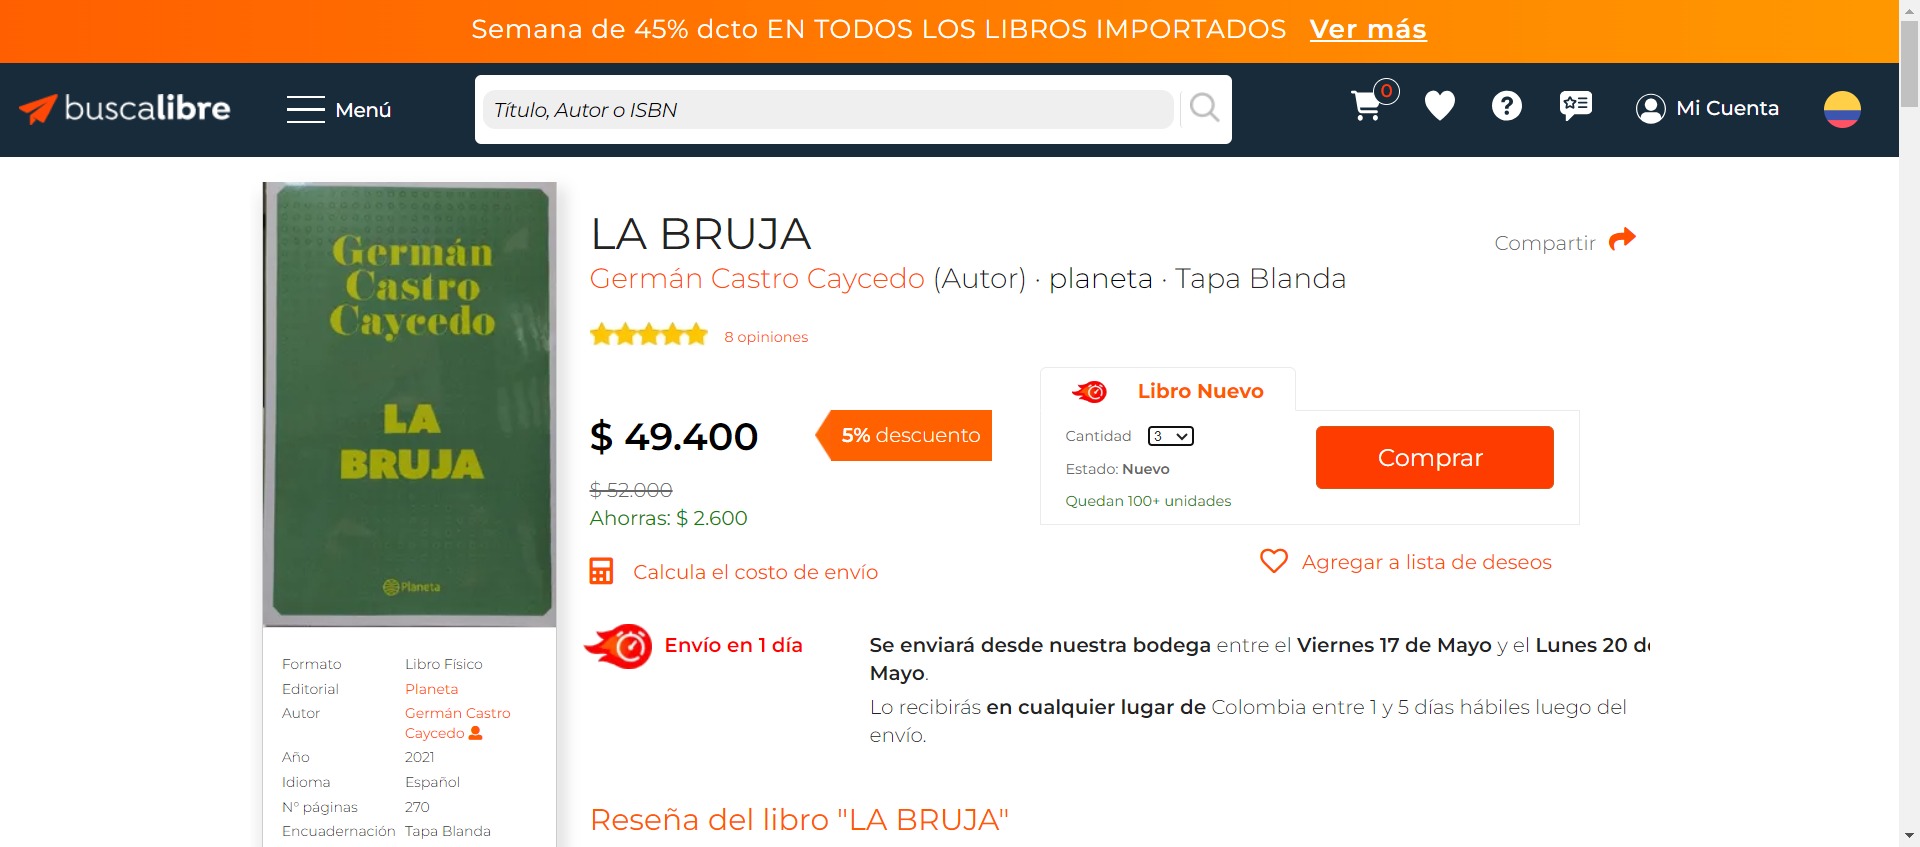 Semana de 45% dcto EN TODOS LOS LIBROS IMPORTADOS Ver más
buscalibre
Menú
Título, Autor o ISBN
0
Mi Cuenta
Germán
Castro
Caycedo
LA
BRUJA
Planeta
LA BRUJA
Compartir
Germán Castro Caycedo (Autor) · planeta · Tapa Blanda
8 opiniones
$ 49.400
5% descuento
$ 52.000
Ahorras: $ 2.600
Libro Nuevo
Cantidad 3
Estado: Nuevo
Quedan 100+ unidades
Comprar
Calcula el costo de envío
Agregar a lista de deseos
Envío en 1 día
Se enviará desde nuestra bodega entre el Viernes 17 de Mayo y el Lunes 20 de
Mayo.
Lo recibirás en cualquier lugar de Colombia entre 1 y 5 días hábiles luego del
envío.
Formato Libro Físico
Editorial Planeta
Autor Germán Castro
Caycedo
Año 2021
Idioma Español
N° páginas 270
Encuadernación Tapa Blanda
Reseña del libro "LA BRUJA"